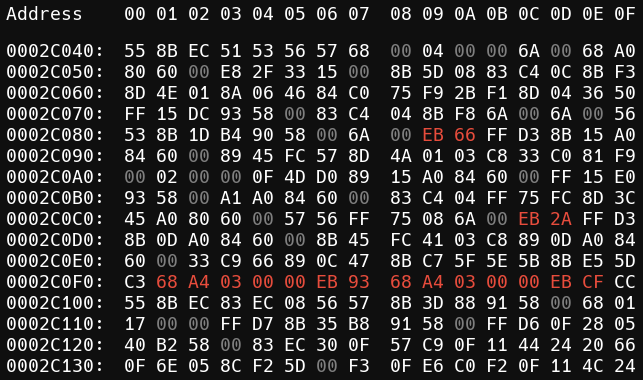 Address 00 01 02 03 04 05 06 07 08 09 0A 0B 0C 0D 0E 0F
0002C040: 55 8B EC 51 53 56 57 68 00 04 00 00 6A 00 68 A0
0002C050: 80 60 00 E8 2F 33 15 00 8B 5D 08 83 C4 0C 8B F3
0002C060: 8D 4E 01 8A 06 46 84 C0 75 F9 2B F1 8D 04 36 50
0002C070: FF 15 DC 93 58 00 83 C4 04 8B F8 6A 00 6A 00 56
0002C080: 53 8B 1D B4 90 58 00 6A 00 EB 66 FF D3 8B 15 A0
0002C090: 84 60 00 89 45 FC 57 8D 4A 01 03 C8 33 C0 81 F9
0002C0A0: 00 02 00 00 0F 4D D0 89 15 A0 84 60 00 FF 15 E0
0002C0B0: 93 58 00 A1 A0 84 60 00 83 C4 04 FF 75 FC 8D 3C
0002C0C0: 45 A0 80 60 00 57 56 FF 75 08 6A 00 EB 2A FF D3
0002C0D0: 8B 0D A0 84 60 00 8B 45 FC 41 03 C8 89 0D A0 84
0002C0E0: 60 00 33 C9 66 89 0C 47 8B C7 5F 5E 5B 8B E5 5D
0002C0F0: C3 68 A4 03 00 00 EB 93 68 A4 03 00 00 EB CF CC
0002C100: 55 8B EC 83 EC 08 56 57 8B 3D 88 91 58 00 68 01
0002C110: 17 00 00 FF D7 8B 35 B8 91 58 00 FF D6 0F 28 05
0002C120: 40 B2 58 00 83 EC 30 0F 57 C9 0F 11 44 24 20 66
0002C130: 0F 6E 05 8C F2 5D 00 F3 0F E6 C0 F2 0F 11 4C 24